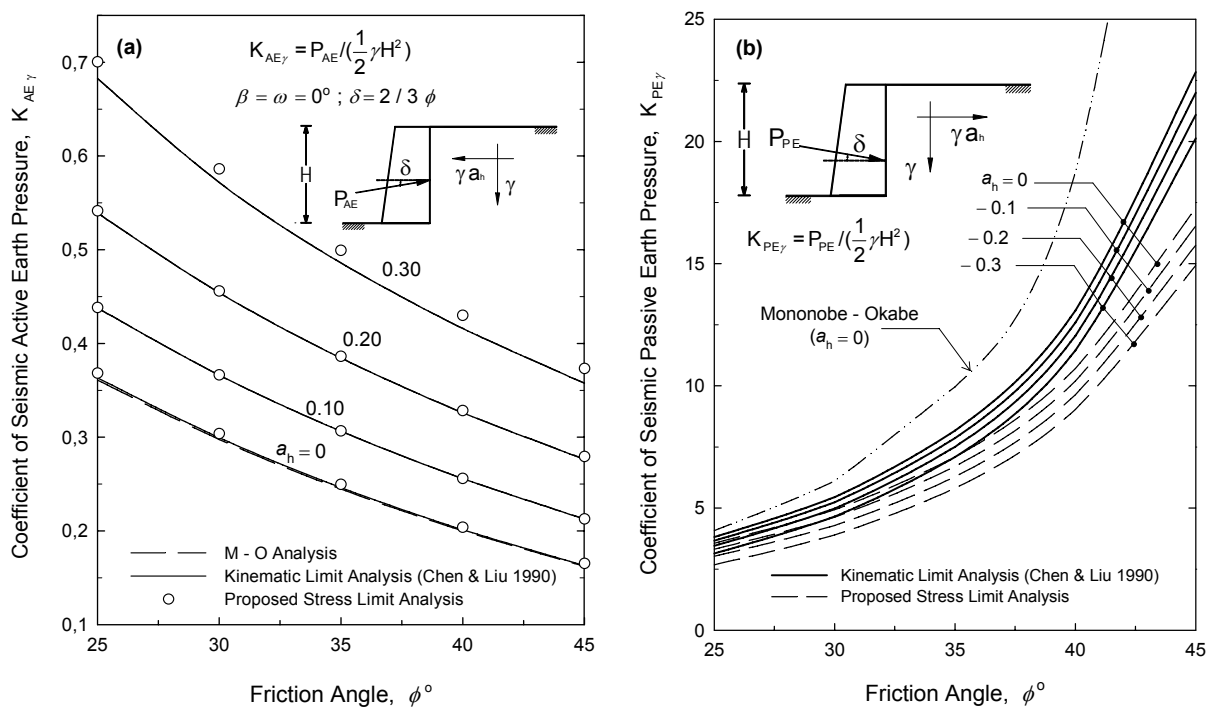 (a)
K_AEγ = P_AE/(1/2 γH²)
β = ω = 0° ; δ = 2 / 3 φ
H
δ
P_AE
γa_h
γ
0.30
0.20
0.10
a_h = 0
M - O Analysis
Kinematic Limit Analysis (Chen & Liu 1990)
Proposed Stress Limit Analysis
Coefficient of Seismic Active Earth Pressure, K_AEγ
0,7
0,6
0,5
0,4
0,3
0,2
0,1
25
30
35
40
45
Friction Angle, φ°
(b)
H
P_PE
δ
γa_h
γ
K_PEγ = P_PE/(1/2 γH²)
a_h = 0
– 0.1
– 0.2
– 0.3
Mononobe - Okabe
(a_h = 0)
Kinematic Limit Analysis (Chen & Liu 1990)
Proposed Stress Limit Analysis
Coefficient of Seismic Passive Earth Pressure, K_PEγ
25
20
15
10
5
0
25
30
35
40
45
Friction Angle, φ°